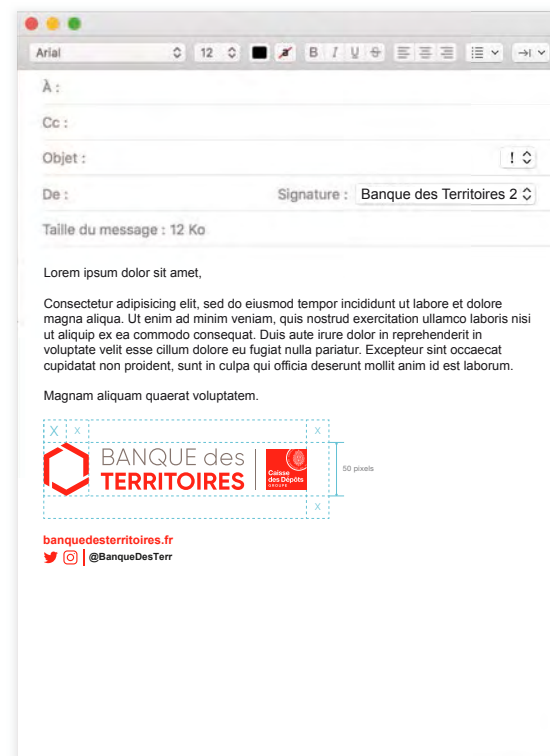 Arial 12 a B I U S
À :
Cc :
Objet : !
De : Signature : Banque des Territoires 2
Taille du message : 12 Ko
Lorem ipsum dolor sit amet,
Consectetur adipisicing elit, sed do eiusmod tempor incididunt ut labore et dolore
magna aliqua. Ut enim ad minim veniam, quis nostrud exercitation ullamco laboris nisi
ut aliquip ex ea commodo consequat. Duis aute irure dolor in reprehenderit in
voluptate velit esse cillum dolore eu fugiat nulla pariatur. Excepteur sint occaecat
cupidatat non proident, sunt in culpa qui officia deserunt mollit anim id est laborum.
Magnam aliquam quaerat voluptatem.
X X X
BANQUE des
TERRITOIRES
Caisse
des Dépôts
GROUPE
50 pixels
X
banquedesterritoires.fr
@BanqueDesTerr